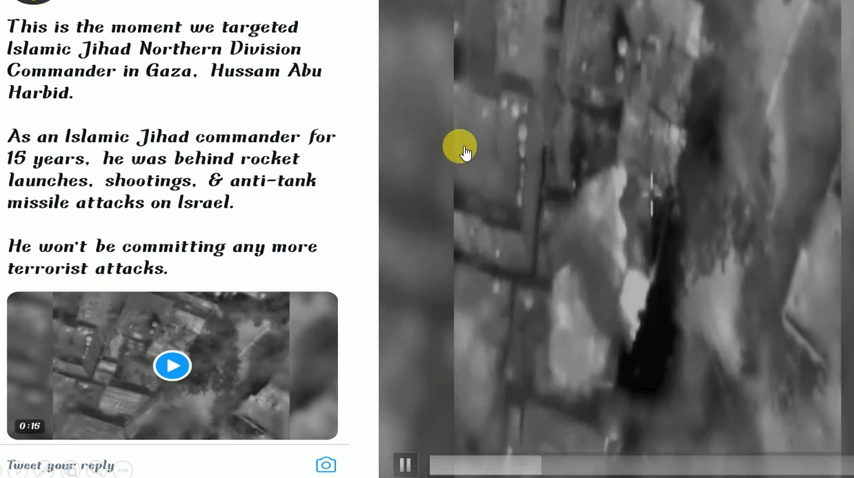 This is the moment we targeted
Islamic Jihad Northern Division
Commander in Gaza, Hussam Abu
Harbid.
As an Islamic Jihad commander for
15 years, he was behind rocket
launches, shootings, & anti-tank
missile attacks on Israel.
He won't be committing any more
terrorist attacks.
0:16
Tweet your reply